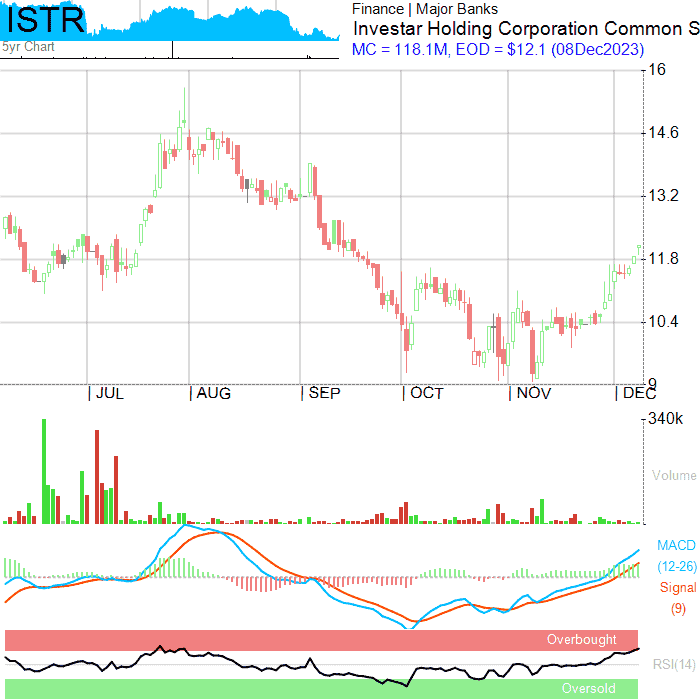 ISTR
5yr Chart
Finance | Major Banks
Investar Holding Corporation Common S
MC = 118.1M, EOD = $12.1 (08Dec2023)
16
14.6
13.2
11.8
10.4
9
| JUL | AUG | SEP | OCT | NOV | DEC
340k
Volume
MACD
(12-26)
Signal
(9)
Overbought
RSI(14)
Oversold